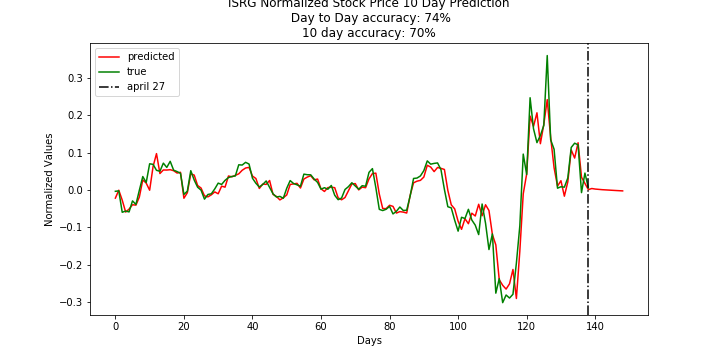 ISRG Normalized Stock Price 10 Day Prediction
Day to Day accuracy: 74%
10 day accuracy: 70%
predicted
true
april 27
Normalized Values
0.3
0.2
0.1
0.0
−0.1
−0.2
−0.3
0 20 40 60 80 100 120 140
Days